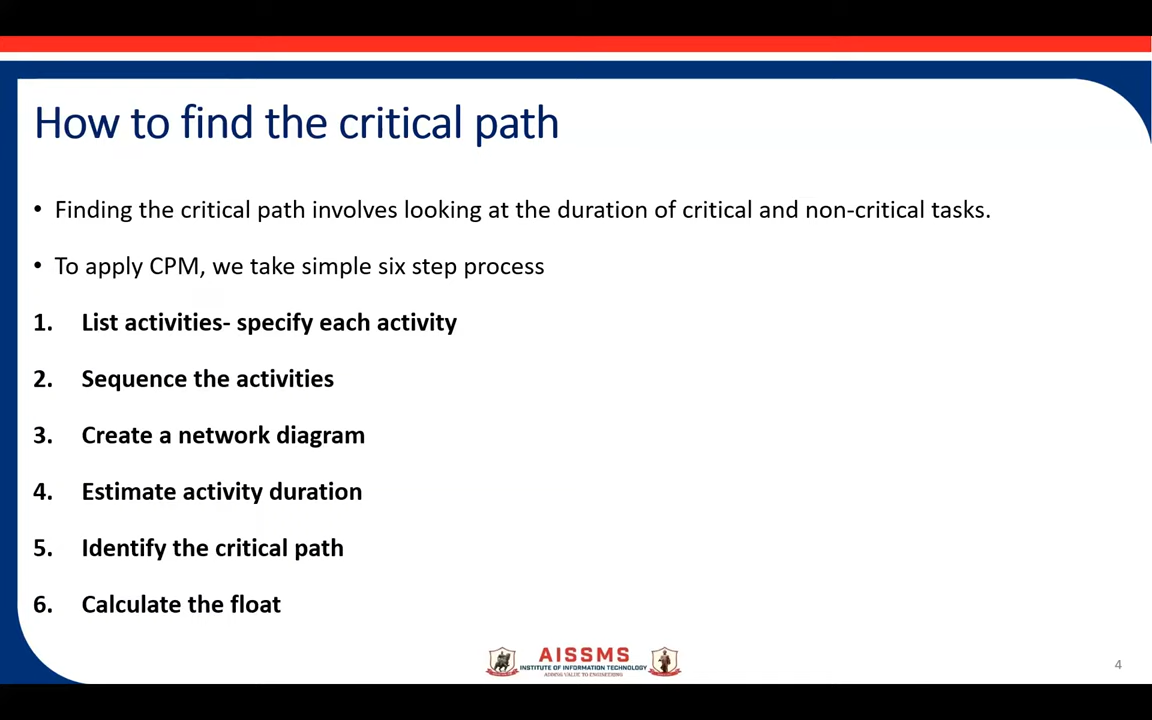 How to find the critical path
• Finding the critical path involves looking at the duration of critical and non-critical tasks.
• To apply CPM, we take simple six step process
1. List activities- specify each activity
2. Sequence the activities
3. Create a network diagram
4. Estimate activity duration
5. Identify the critical path
6. Calculate the float
AISSMS
INSTITUTE OF INFORMATION TECHNOLOGY
ADDING VALUE TO ENGINEERING
4